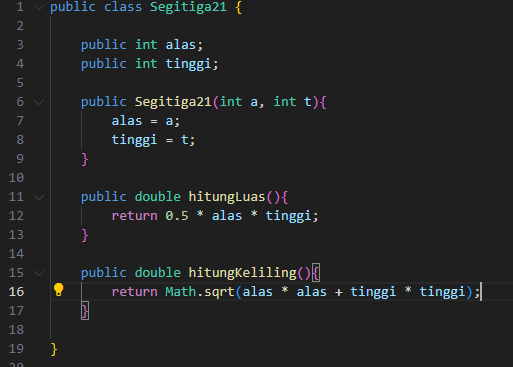 1 public class Segitiga21 {
2
3     public int alas;
4     public int tinggi;
5
6     public Segitiga21(int a, int t){
7         alas = a;
8         tinggi = t;
9     }
10
11     public double hitungLuas(){
12         return 0.5 * alas * tinggi;
13     }
14
15     public double hitungKeliling(){
16         return Math.sqrt(alas * alas + tinggi * tinggi);
17     }
18
19 }